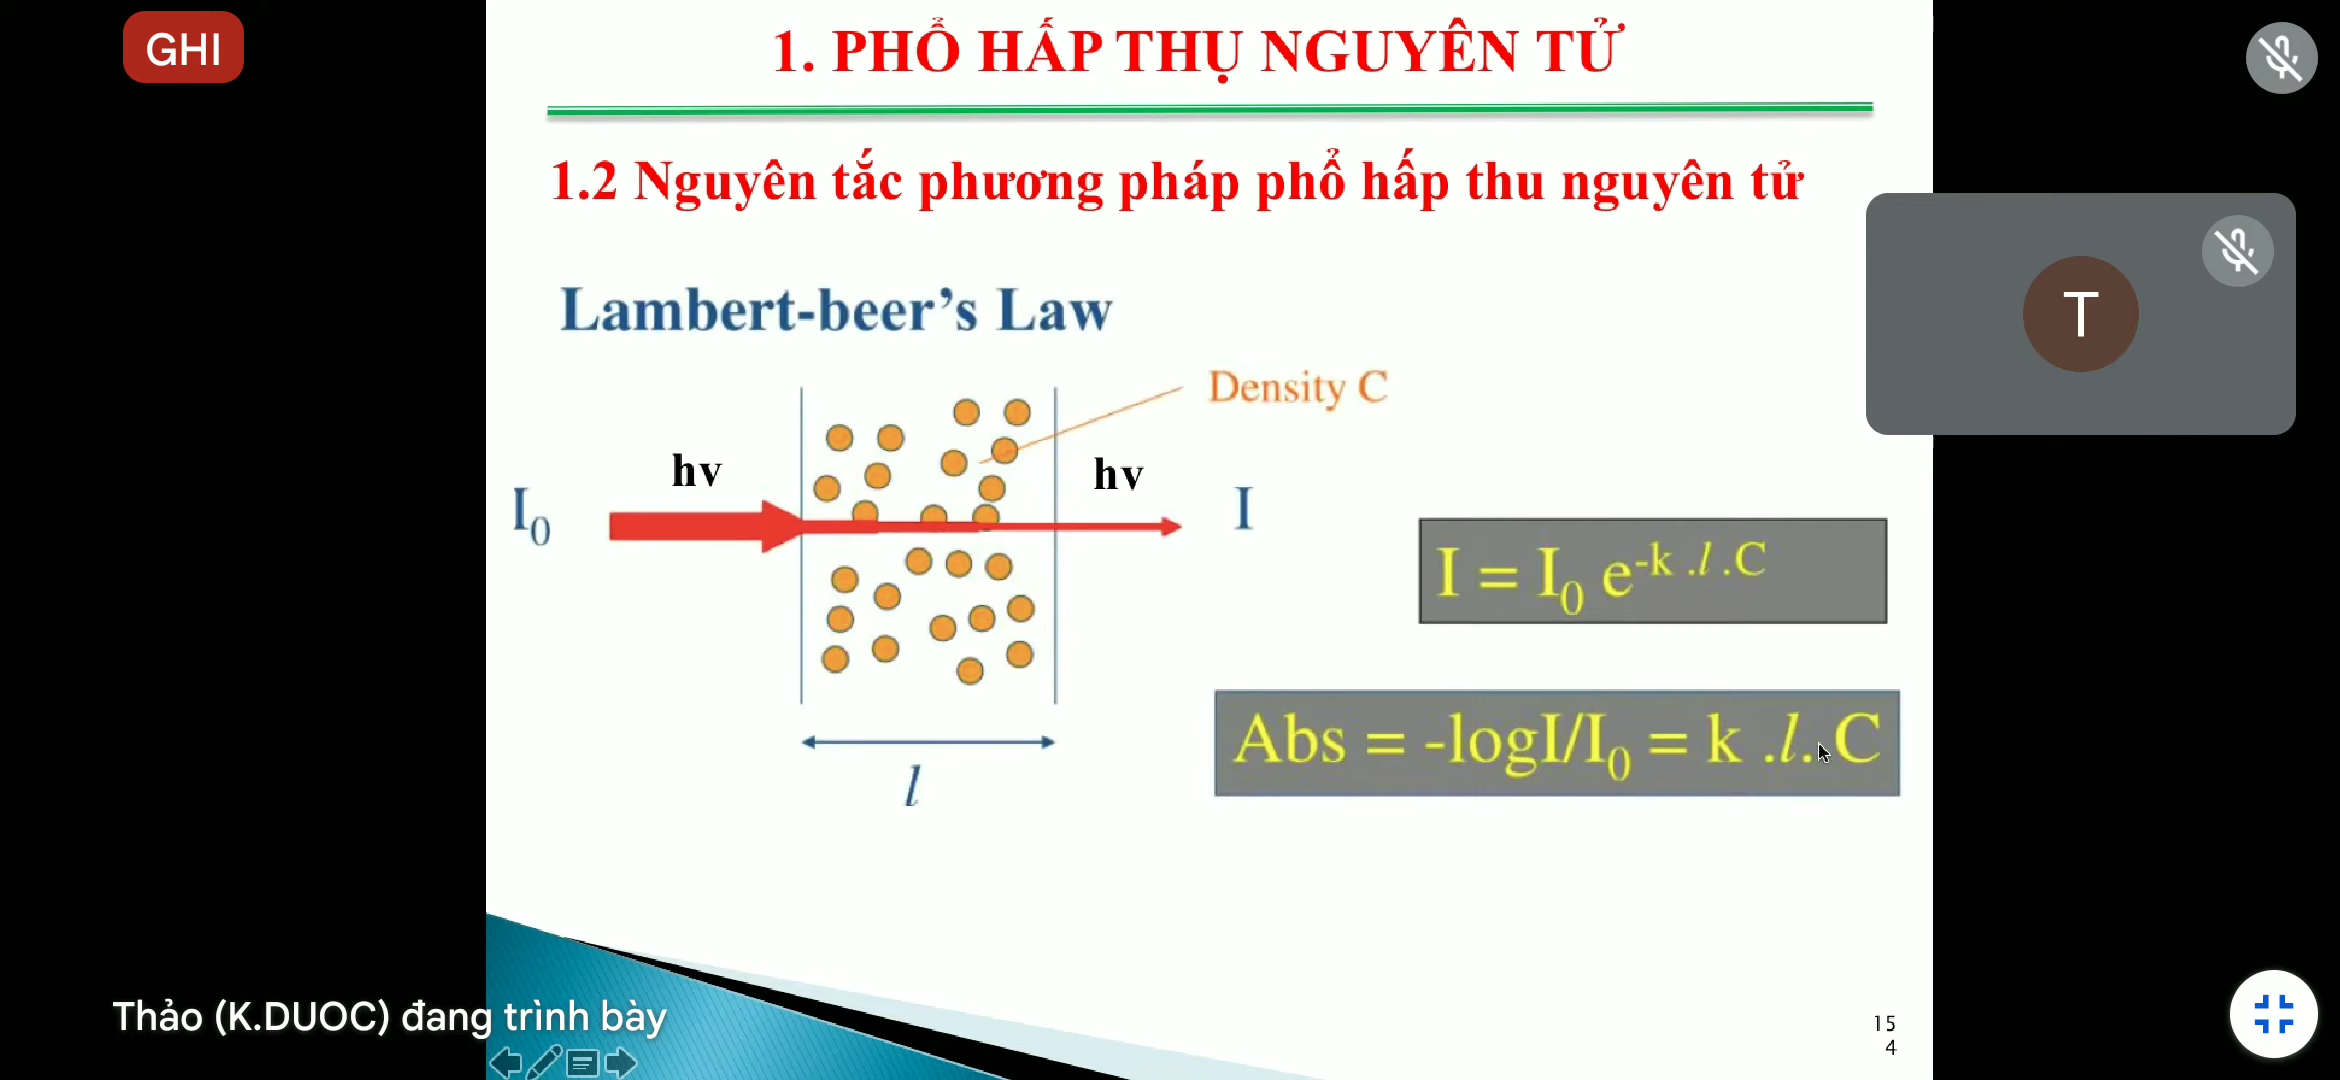 GHI
1. PHỔ HẤP THỤ NGUYÊN TỬ
1.2 Nguyên tắc phương pháp phổ hấp thu nguyên tử
T
Lambert-beer’s Law
Density C
hv
hv
I₀
I
I = I₀ e⁻ᵏ ·ˡ ·ᶜ
Abs = -logI/I₀ = k .l..C
l
Thảo (K.DUOC) đang trình bày
15
4